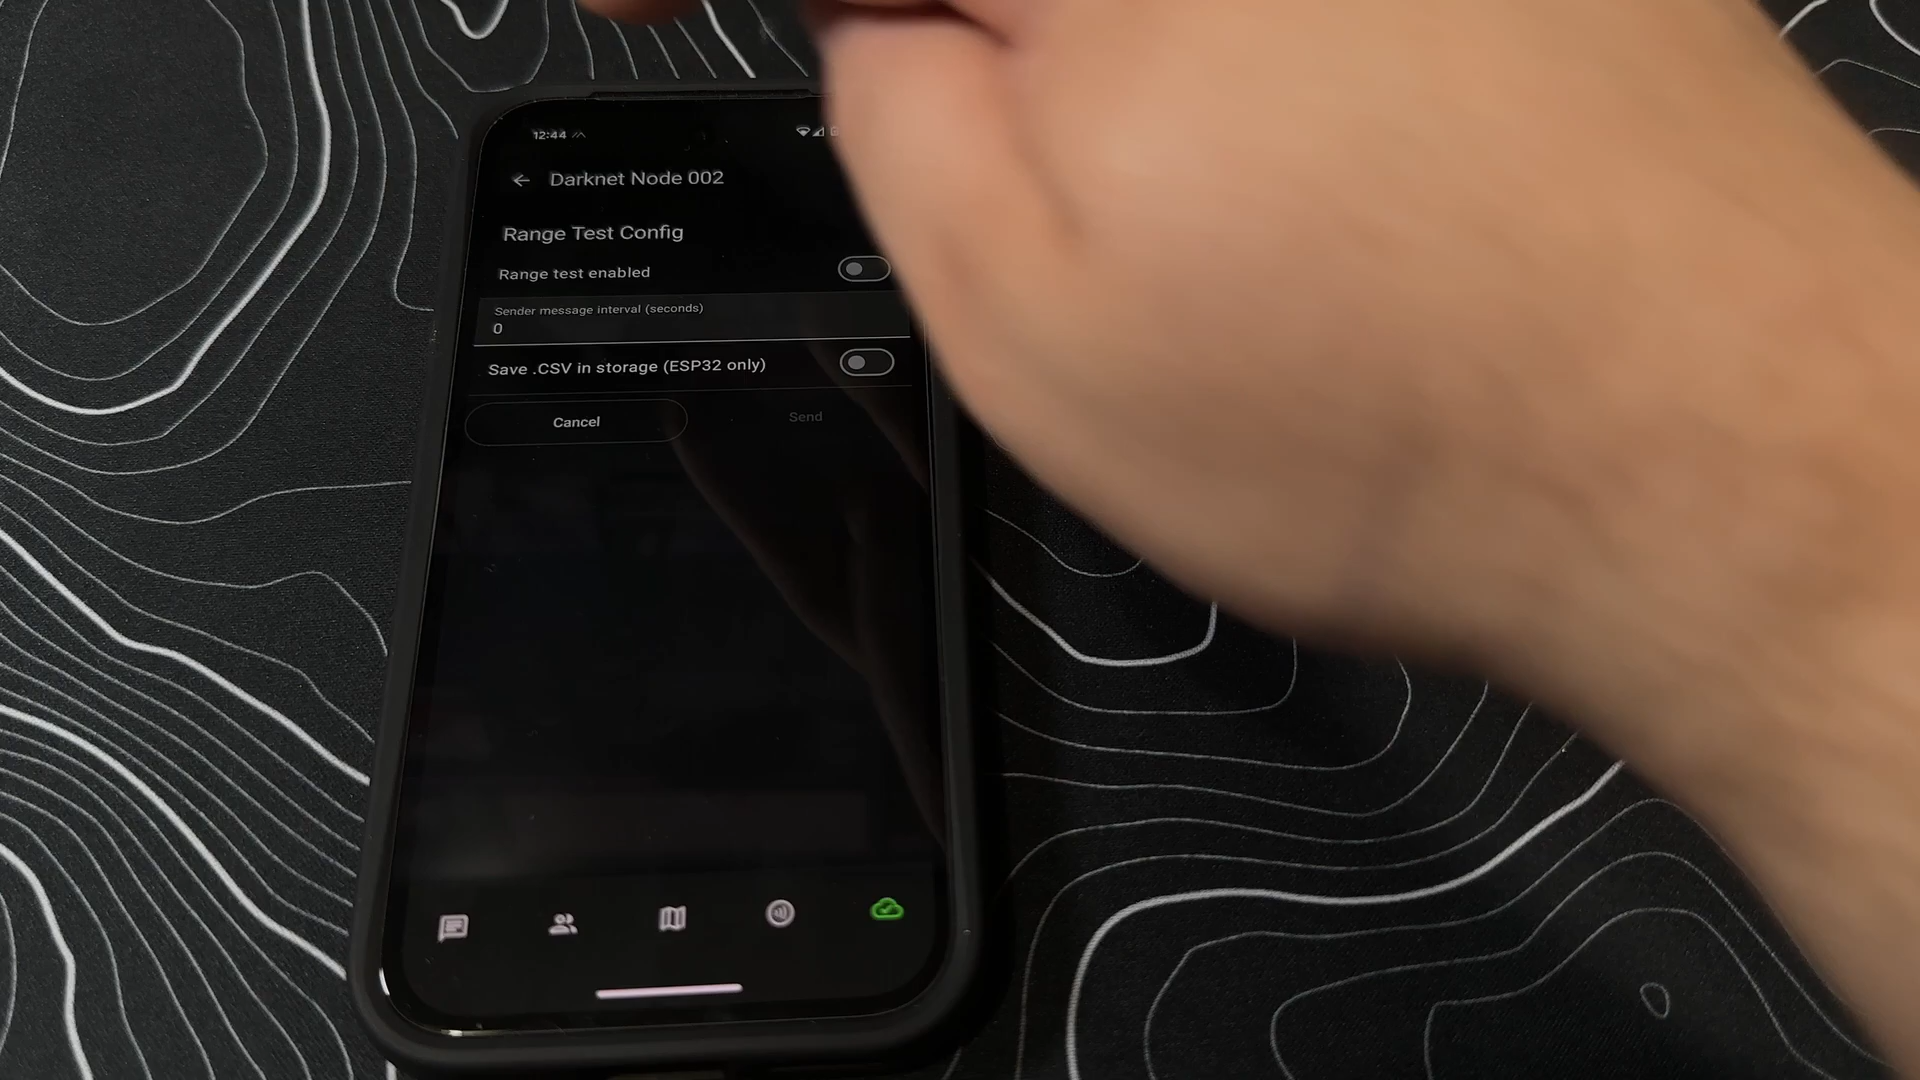 12:44
Darknet Node 002
Range Test Config
Range test enabled
Sender message interval (seconds)
0
Save .CSV in storage (ESP32 only)
Cancel
Send